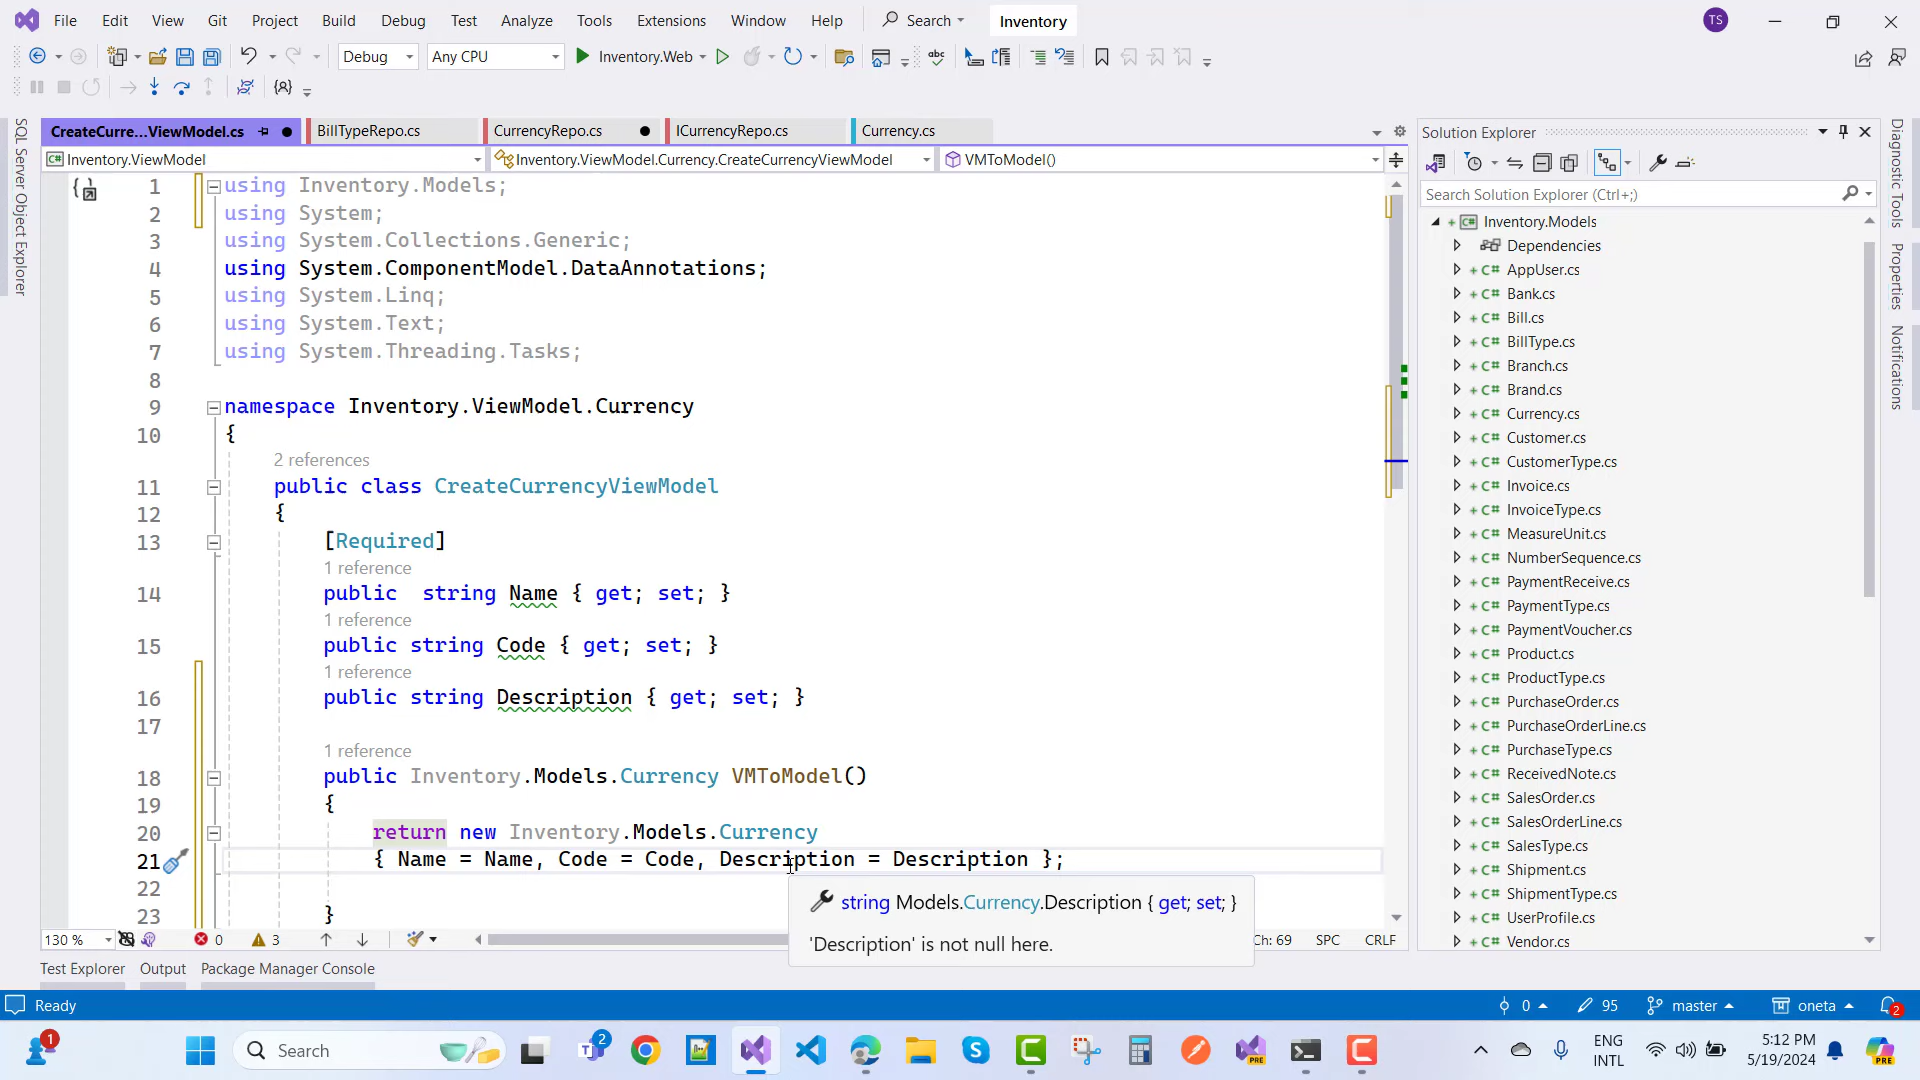 File Edit View Git Project Build Debug Test Analyze Tools Extensions Window Help Search Inventory TS
Debug Any CPU Inventory.Web
CreateCurre...ViewModel.cs BillTypeRepo.cs CurrencyRepo.cs ICurrencyRepo.cs Currency.cs
Inventory.ViewModel Inventory.ViewModel.Currency.CreateCurrencyViewModel VMToModel()
SQL Server Object Explorer
1 using Inventory.Models;
2 using System;
3 using System.Collections.Generic;
4 using System.ComponentModel.DataAnnotations;
5 using System.Linq;
6 using System.Text;
7 using System.Threading.Tasks;
8
9 namespace Inventory.ViewModel.Currency
10 {
2 references
11 public class CreateCurrencyViewModel
12 {
13 [Required]
1 reference
14 public  string Name { get; set; }
1 reference
15 public string Code { get; set; }
1 reference
16 public string Description { get; set; }
17
1 reference
18 public Inventory.Models.Currency VMToModel()
19 {
20 return new Inventory.Models.Currency
21 { Name = Name, Code = Code, Description = Description };
22
23 }
string Models.Currency.Description { get; set; }
'Description' is not null here.
130 % 0 3 Ch: 69 SPC CRLF
Test Explorer Output Package Manager Console
Solution Explorer
Search Solution Explorer (Ctrl+;)
Inventory.Models
Dependencies
AppUser.cs
Bank.cs
Bill.cs
BillType.cs
Branch.cs
Brand.cs
Currency.cs
Customer.cs
CustomerType.cs
Invoice.cs
InvoiceType.cs
MeasureUnit.cs
NumberSequence.cs
PaymentReceive.cs
PaymentType.cs
PaymentVoucher.cs
Product.cs
ProductType.cs
PurchaseOrder.cs
PurchaseOrderLine.cs
PurchaseType.cs
ReceivedNote.cs
SalesOrder.cs
SalesOrderLine.cs
SalesType.cs
Shipment.cs
ShipmentType.cs
UserProfile.cs
Vendor.cs
Diagnostic Tools
Properties
Notifications
Ready 0 95 master oneta 2
1 Search 2 PRE ENG 5:12 PM PRE
INTL 5/19/2024